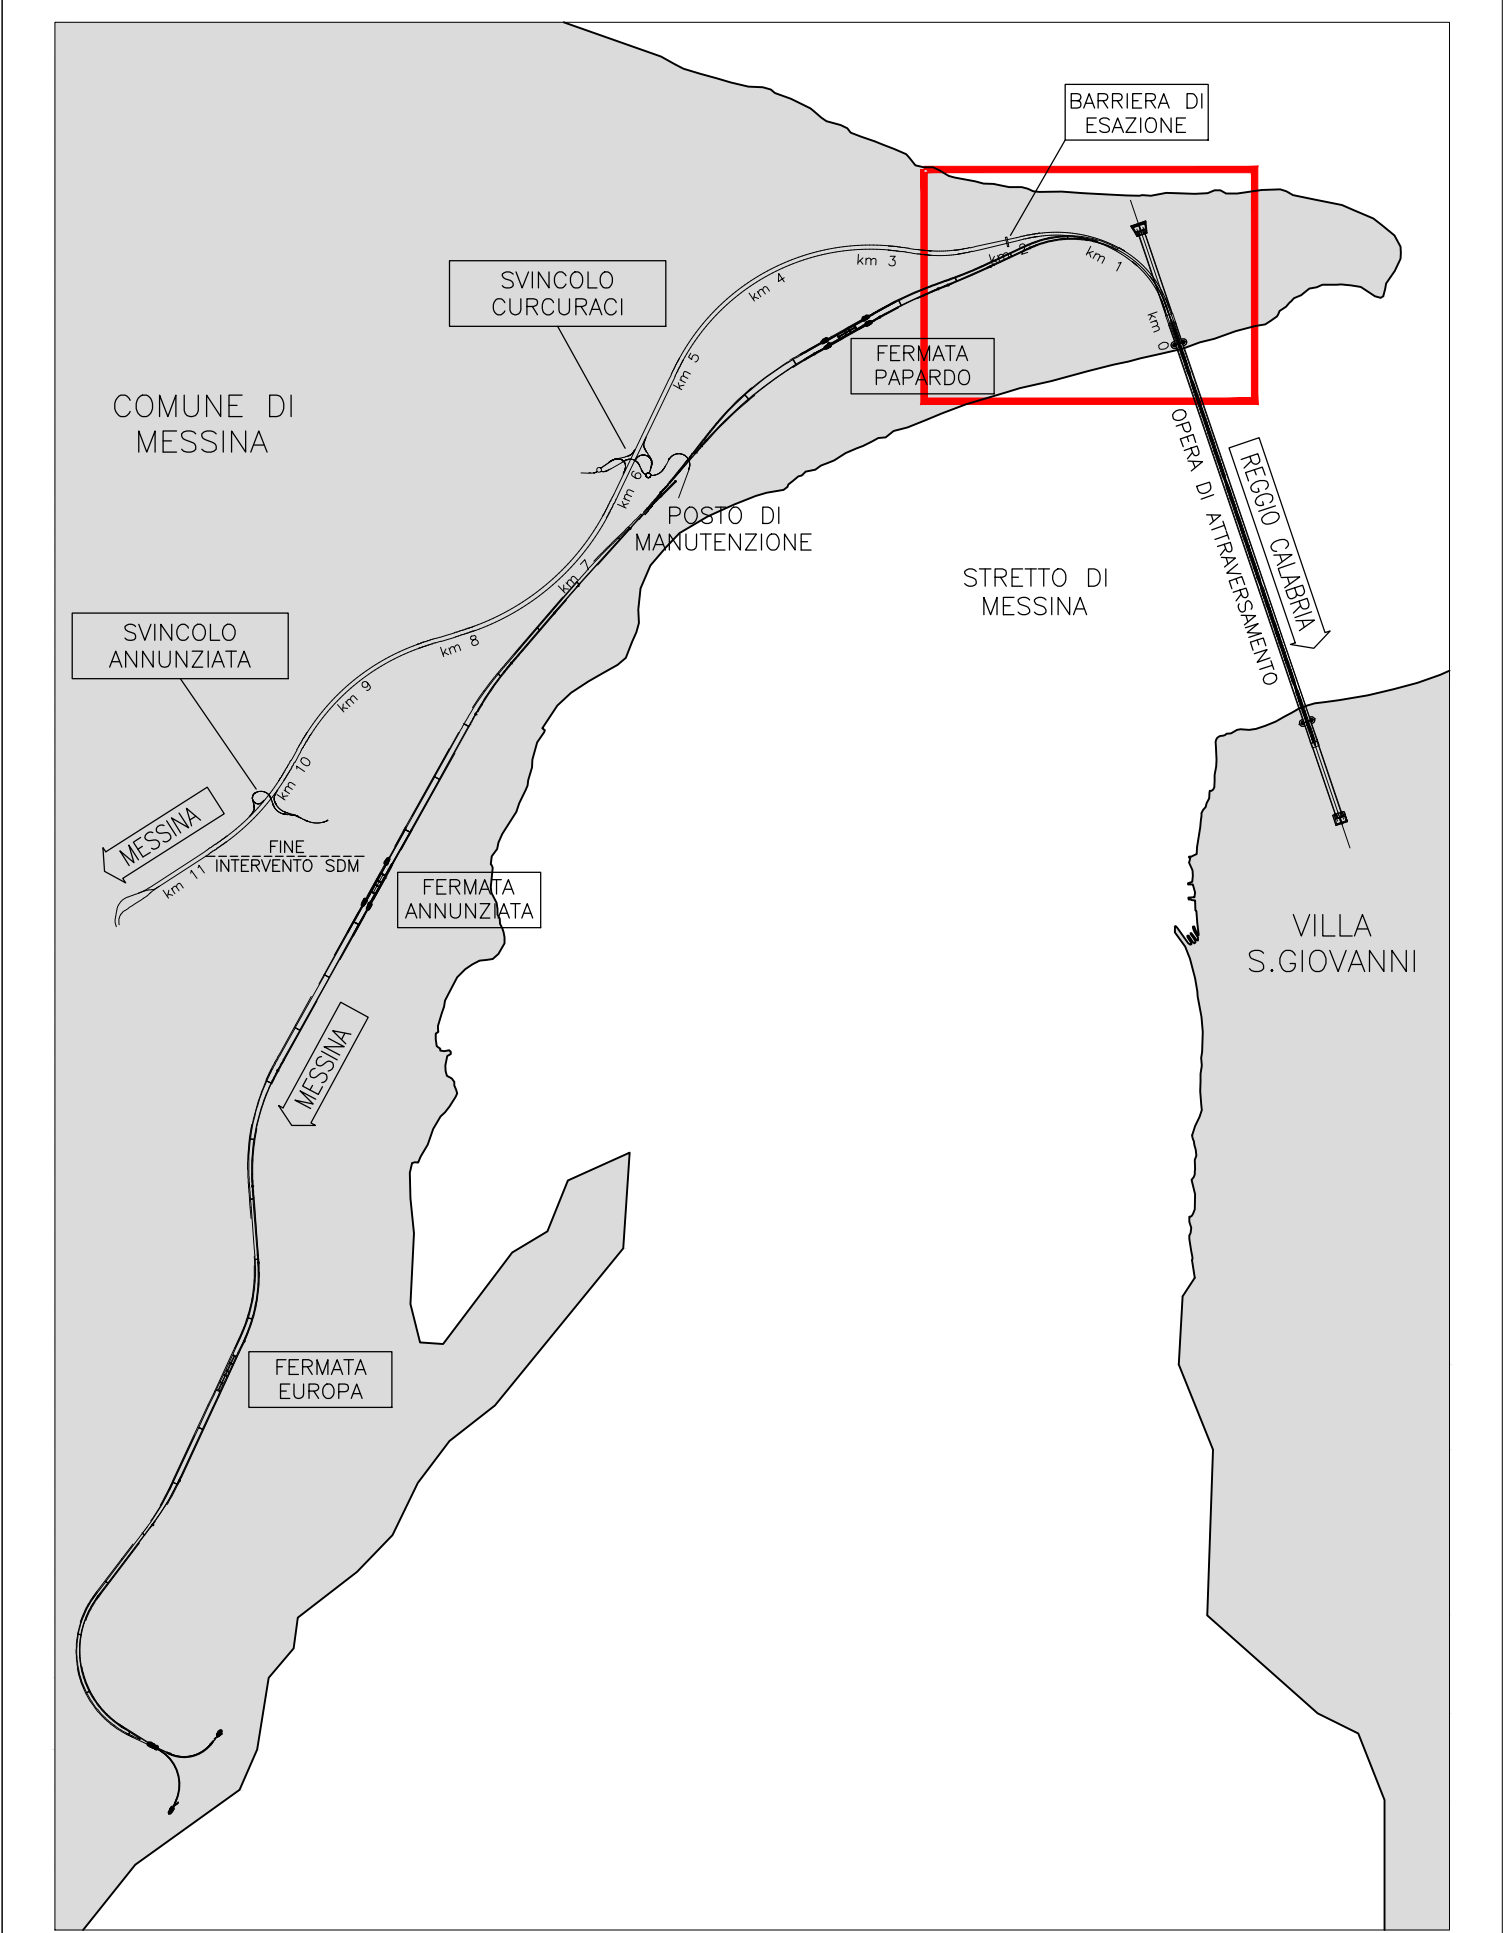 BARRIERA DI
ESAZIONE
km 0
km 1
km 2
km 3
km 4
km 5
km 6
km 7
km 8
km 9
km 10
km 11
SVINCOLO
CURCURACI
FERMATA
PAPARDO
COMUNE DI
MESSINA
OPERA DI ATTRAVERSAMENTO
REGGIO CALABRIA
POSTO DI
MANUTENZIONE
STRETTO DI
MESSINA
SVINCOLO
ANNUNZIATA
MESSINA
FINE
INTERVENTO SDM
FERMATA
ANNUNZIATA
VILLA
S.GIOVANNI
MESSINA
FERMATA
EUROPA